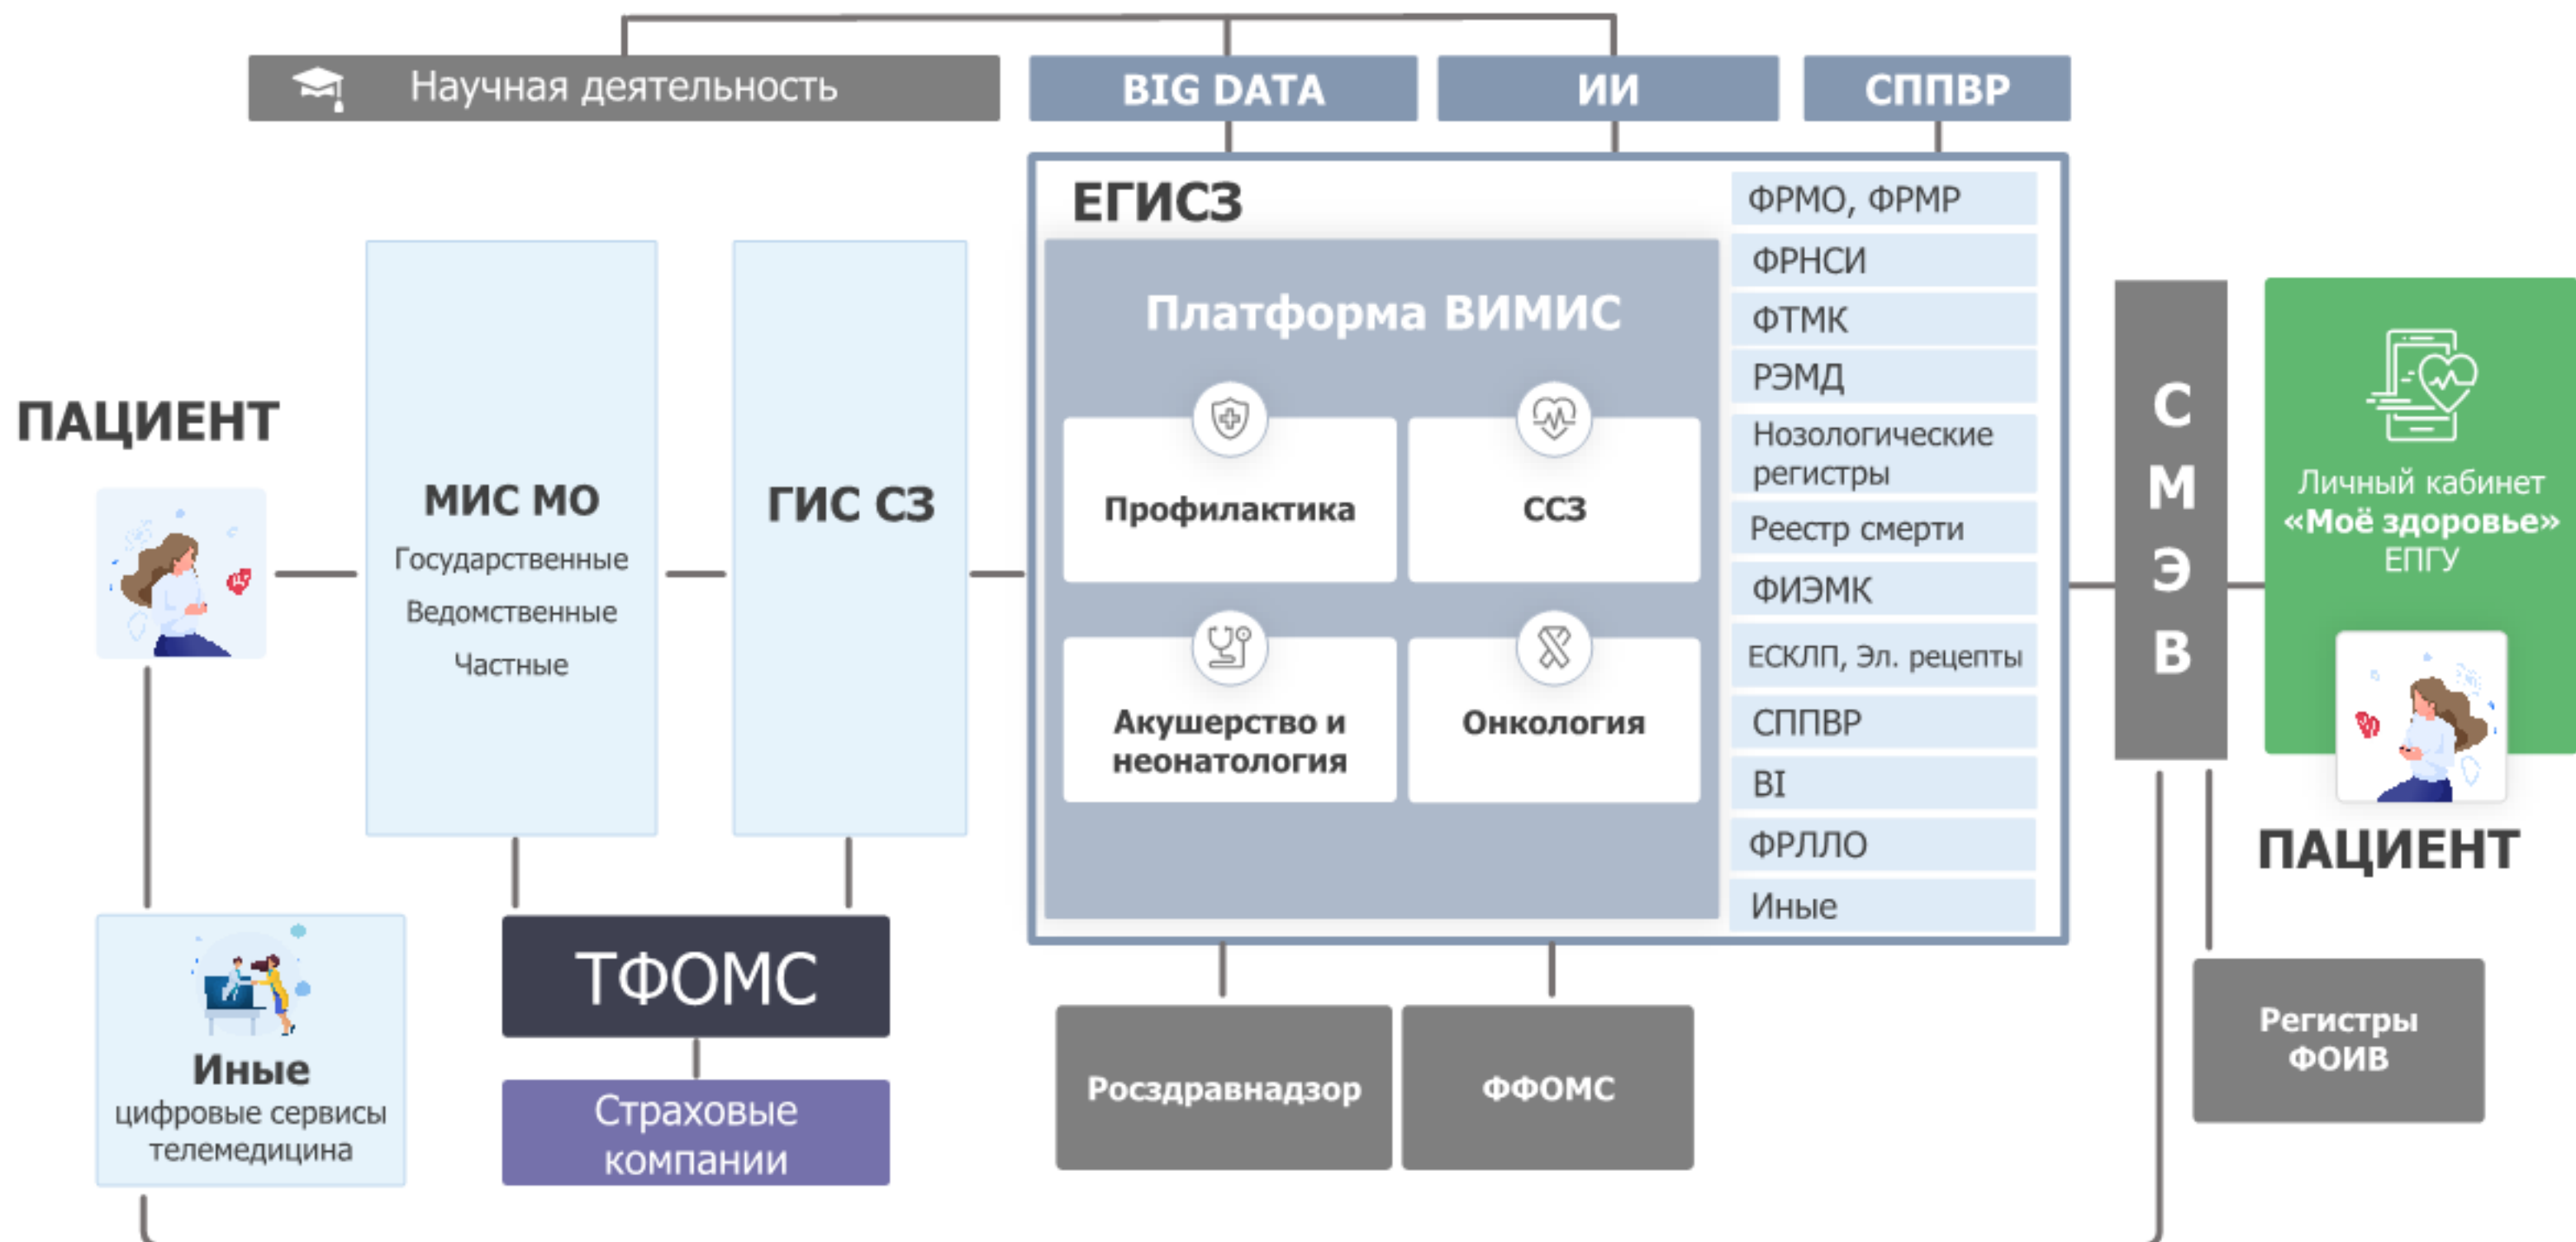 Научная деятельность
BIG DATA
ИИ
СППВР
ПАЦИЕНТ
МИС МО
Государственные
Ведомственные
Частные
ГИС СЗ
ЕГИСЗ
Платформа ВИМИС
Профилактика
ССЗ
Акушерство и
неонатология
Онкология
ФРМО, ФРМР
ФРНСИ
ФТМК
РЭМД
Нозологические
регистры
Реестр смерти
ФИЭМК
ЕСКЛП, Эл. рецепты
СППВР
BI
ФРЛЛО
Иные
С
М
Э
В
Личный кабинет
«Моё здоровье»
ЕПГУ
ПАЦИЕНТ
Иные
цифровые сервисы
телемедицина
ТФОМС
Страховые
компании
Росздравнадзор
ФФОМС
Регистры
ФОИВ